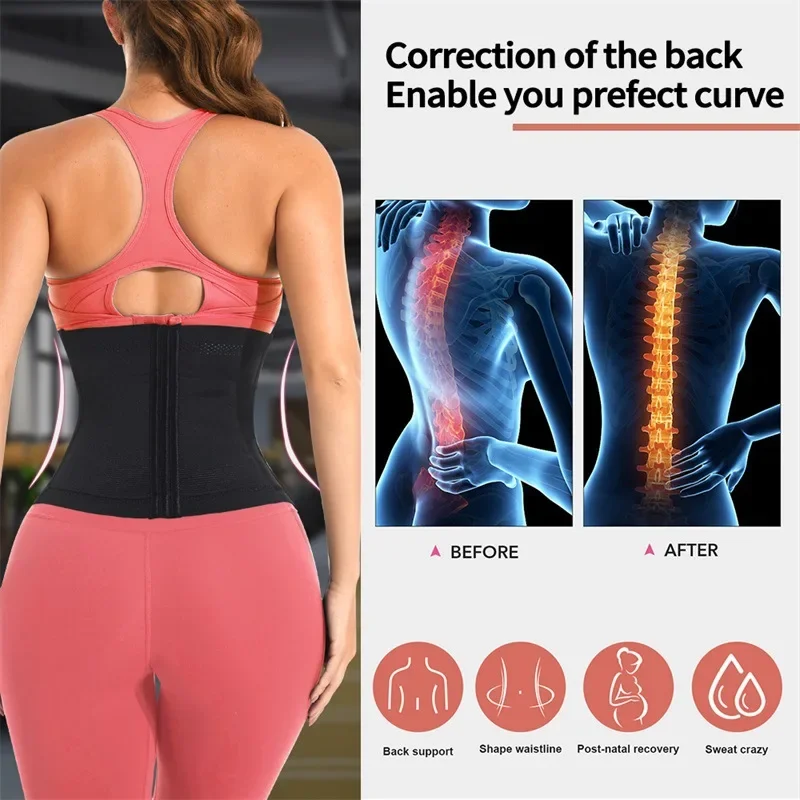 Correction of the back
Enable you prefect curve
BEFORE
AFTER
Back support
Shape waistline
Post-natal recovery
Sweat crazy